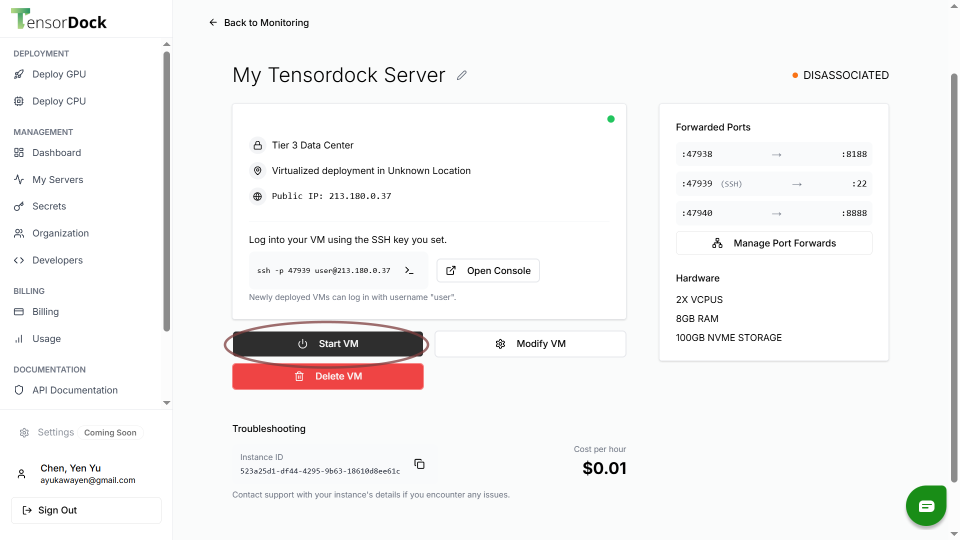 TensorDock
DEPLOYMENT
Deploy GPU
Deploy CPU
MANAGEMENT
Dashboard
My Servers
Secrets
Organization
Developers
BILLING
Billing
Usage
DOCUMENTATION
API Documentation
Settings Coming Soon
Chen, Yen Yu
ayukawayen@gmail.com
Sign Out
← Back to Monitoring
My Tensordock Server
DISASSOCIATED
Tier 3 Data Center
Virtualized deployment in Unknown Location
Public IP: 213.180.0.37
Log into your VM using the SSH key you set.
ssh -p 47939 user@213.180.0.37
Open Console
Newly deployed VMs can log in with username "user".
Start VM
Modify VM
Delete VM
Forwarded Ports
:47938 → :8188
:47939 (SSH) → :22
:47940 → :8888
Manage Port Forwards
Hardware
2X VCPUS
8GB RAM
100GB NVME STORAGE
Troubleshooting
Instance ID
523a25d1-df44-4295-9b63-18610d8ee61c
Cost per hour
$0.01
Contact support with your instance's details if you encounter any issues.